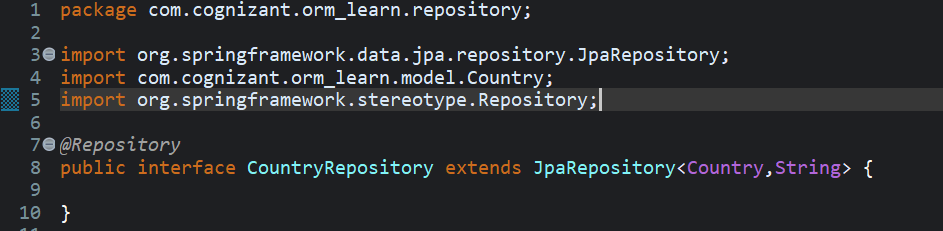 1 package com.cognizant.orm_learn.repository;
2
3 import org.springframework.data.jpa.repository.JpaRepository;
4 import com.cognizant.orm_learn.model.Country;
5 import org.springframework.stereotype.Repository;
6
7 @Repository
8 public interface CountryRepository extends JpaRepository<Country,String> {
9
10 }